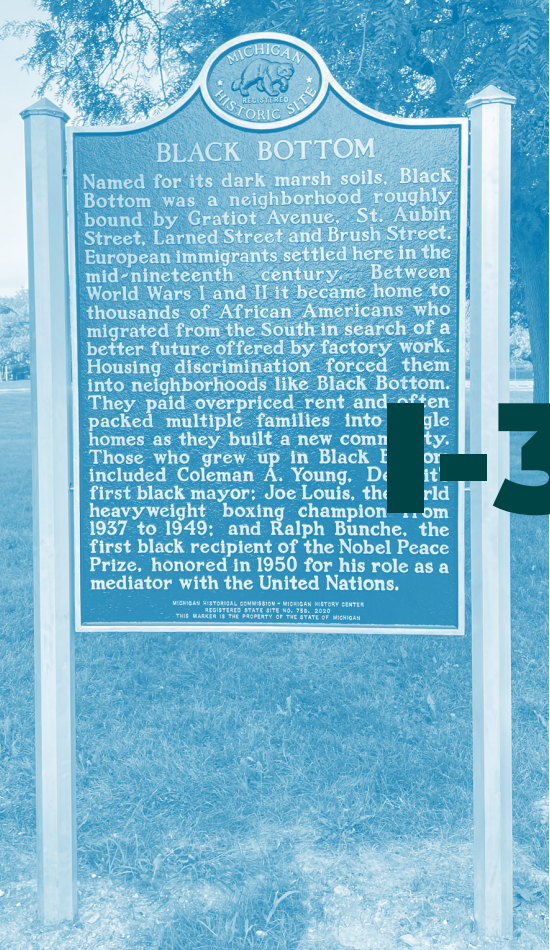 MICHIGAN
REGISTERED
HISTORIC SITE
BLACK BOTTOM
Named for its dark marsh soils, Black
Bottom was a neighborhood roughly
bound by Gratiot Avenue, St. Aubin
Street, Larned Street and Brush Street.
European immigrants settled here in the
mid-nineteenth century. Between
World Wars I and II it became home to
thousands of African Americans who
migrated from the South in search of a
better future offered by factory work.
Housing discrimination forced them
into neighborhoods like Black Bottom.
They paid overpriced rent and often
packed multiple families into
homes as they built a new
Those who grew up in Black
included Coleman A. Young,
first black mayor; Joe Louis, the
heavyweight boxing champion
1937 to 1949; and Ralph Bunche, the
first black recipient of the Nobel Peace
Prize, honored in 1950 for his role as a
mediator with the United Nations.
MICHIGAN HISTORICAL COMMISSION – MICHIGAN HISTORY CENTER
REGISTERED STATE SITE NO. 768, 2020
THIS MARKER IS THE PROPERTY OF THE STATE OF MICHIGAN
I-3